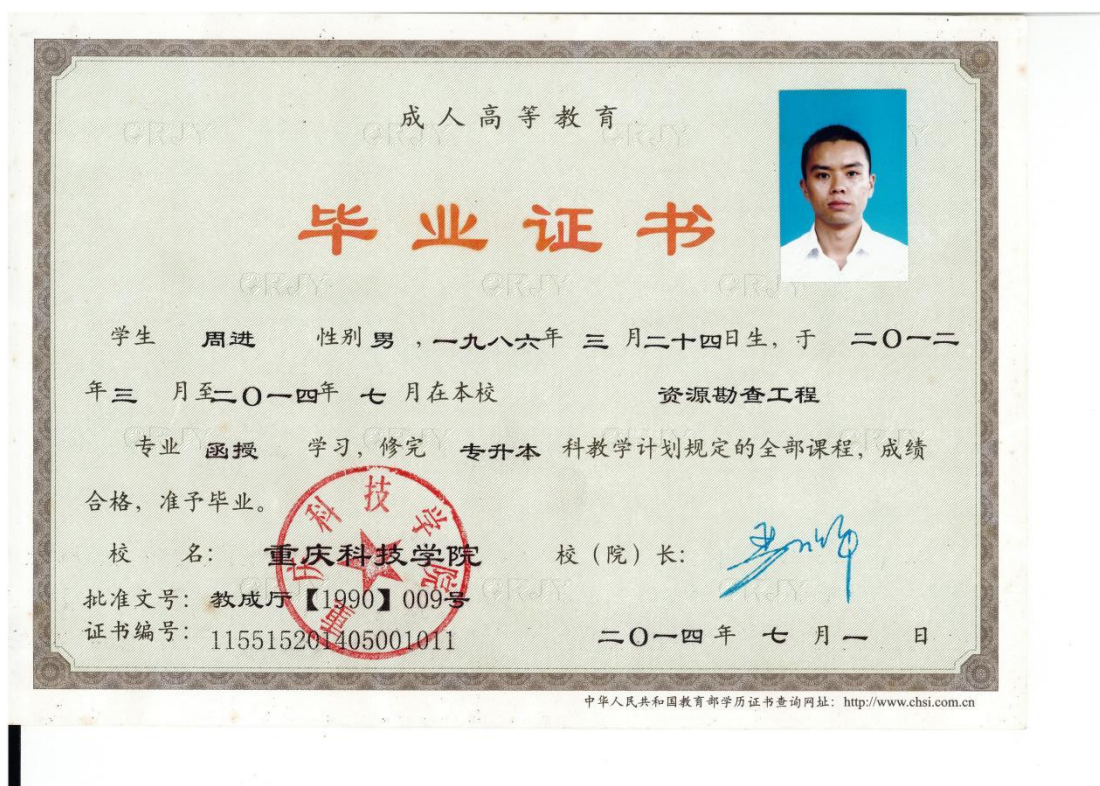 成人高等教育
毕业证书
学生 周进 性别 男 , 一九八六年 三 月二十四日生, 于 二〇一二
年三 月至二〇一四年 七 月在本校 资源勘查工程
专业 函授 学习, 修完 专升本 科教学计划规定的全部课程, 成绩
合格, 准予毕业。
校 名: 重庆科技学院 校(院)长:
批准文号: 教成厅【1990】009号
证书编号: 115515201405001011 二〇一四 年 七 月 一 日
重庆科技学院
中华人民共和国教育部学历证书查询网址: http://www.chsi.com.cn